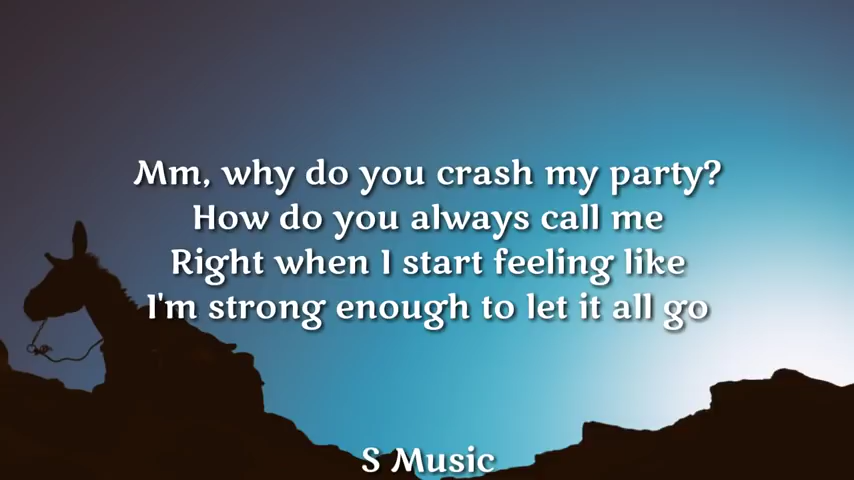 Mm, why do you crash my party?
How do you always call me
Right when I start feeling like
I'm strong enough to let it all go
S Music